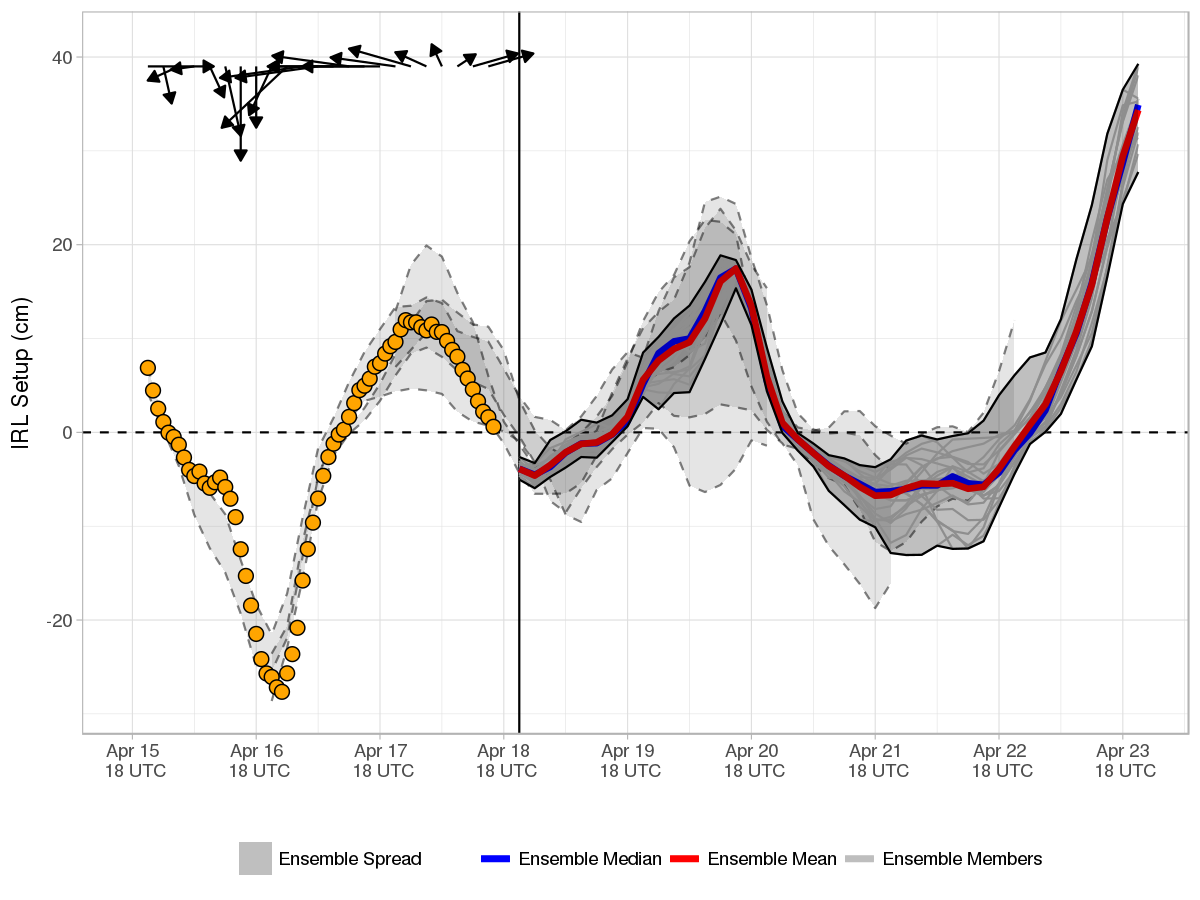 IRL Setup (cm)
40
20
0
-20
Apr 15 Apr 16 Apr 17 Apr 18 Apr 19 Apr 20 Apr 21 Apr 22 Apr 23
18 UTC 18 UTC 18 UTC 18 UTC 18 UTC 18 UTC 18 UTC 18 UTC 18 UTC
Ensemble Spread Ensemble Median Ensemble Mean Ensemble Members